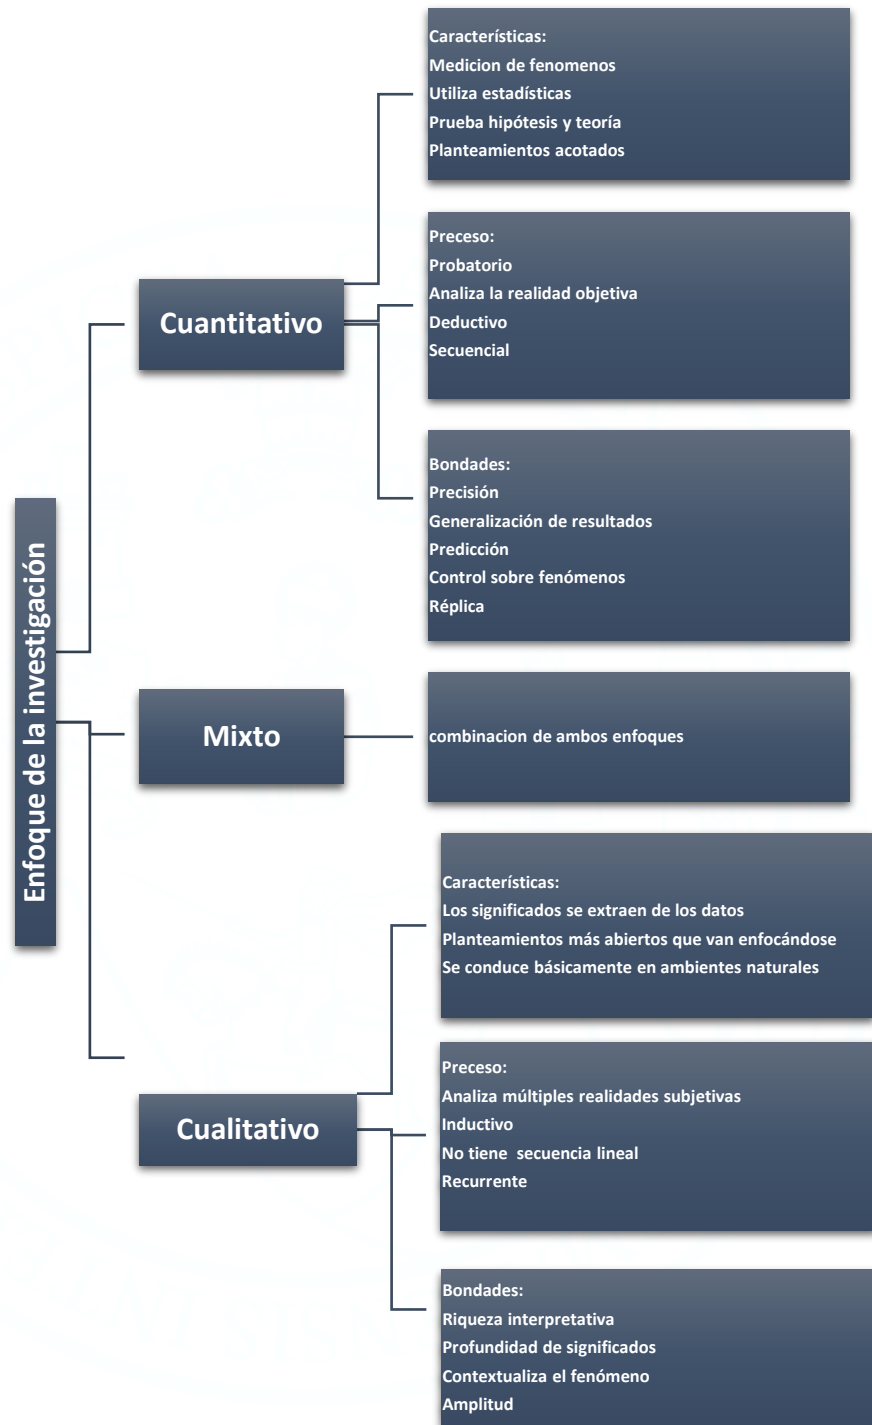 Enfoque de la investigación
Cuantitativo
Características:
Medicion de fenomenos
Utiliza estadísticas
Prueba hipótesis y teoría
Planteamientos acotados
Preceso:
Probatorio
Analiza la realidad objetiva
Deductivo
Secuencial
Bondades:
Precisión
Generalización de resultados
Predicción
Control sobre fenómenos
Réplica
Mixto
combinacion de ambos enfoques
Cualitativo
Características:
Los significados se extraen de los datos
Planteamientos más abiertos que van enfocándose
Se conduce básicamente en ambientes naturales
Preceso:
Analiza múltiples realidades subjetivas
Inductivo
No tiene  secuencia lineal
Recurrente
Bondades:
Riqueza interpretativa
Profundidad de significados
Contextualiza el fenómeno
Amplitud